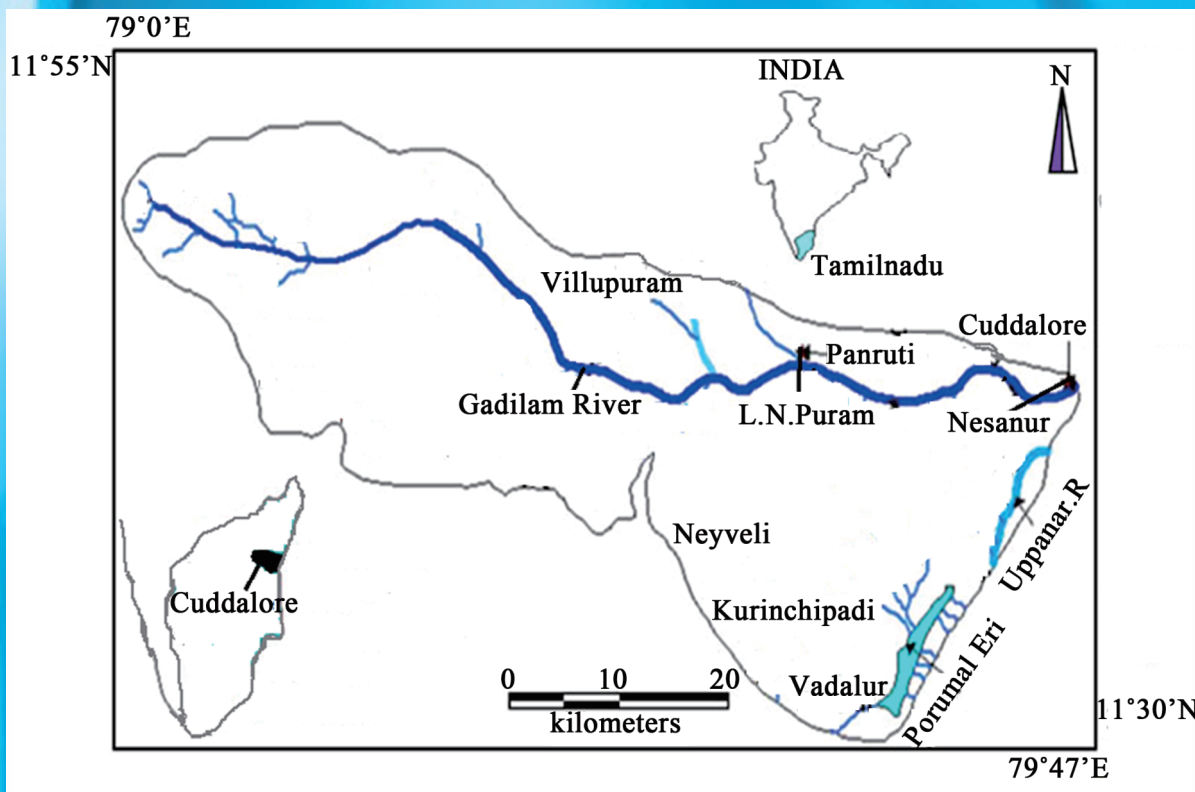 79˚0’E
11˚55’N
INDIA
N
Tamilnadu
Villupuram
Cuddalore
Panruti
Gadilam River
L.N.Puram
Nesanur
Neyveli
Uppanar.R
Cuddalore
Kurinchipadi
Porumal Eri
Vadalur
0 10 20
kilometers
11˚30’N
79˚47’E